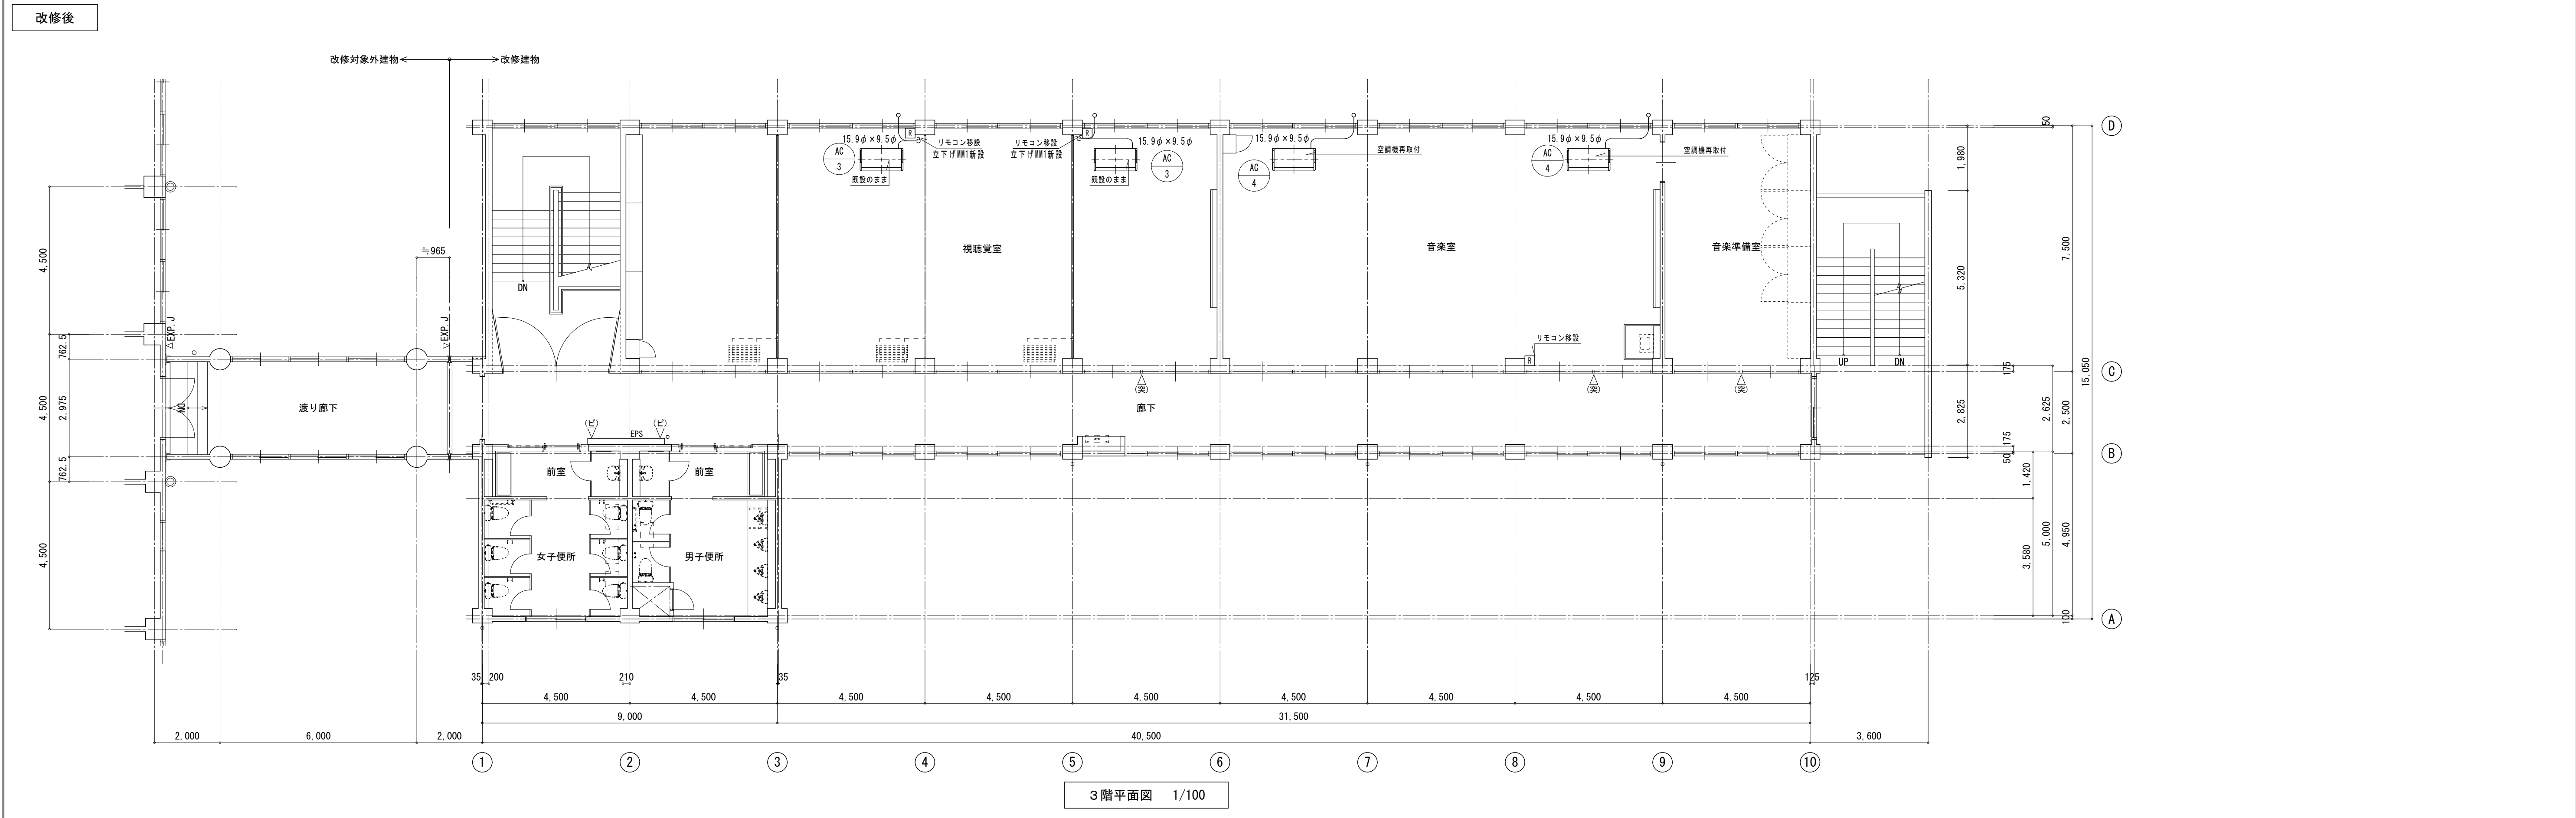 改修後
改修対象外建物
改修建物
≒965
EXP.J
EXP.J
DN
15.9φ×9.5φ
AC
3
既設のまま
R
リモコン移設
立下げMM1新設
リモコン移設
立下げMM1新設
R
15.9φ×9.5φ
AC
3
既設のまま
15.9φ×9.5φ
AC
4
空調機再取付
15.9φ×9.5φ
AC
4
空調機再取付
視聴覚室
音楽室
音楽準備室
リモコン移設
R
UP
DN
(突)
(突)
(突)
渡り廊下
DN
廊下
(ビ)
(ビ)
EPS
前室
前室
女子便所
男子便所
4,500
4,500
4,500
762.5
2,975
762.5
50
1,980
5,320
2,825
7,500
15,050
175
2,625
2,500
175
50
1,420
3,580
5,000
4,950
100
D
C
B
A
35
200
210
35
125
4,500
4,500
4,500
4,500
4,500
4,500
4,500
4,500
4,500
9,000
31,500
2,000
6,000
2,000
40,500
3,600
1
2
3
4
5
6
7
8
9
10
3階平面図 1/100